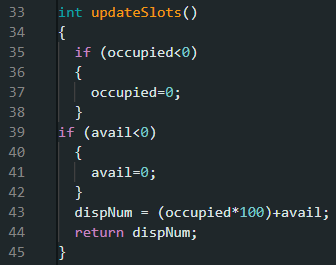 33 int updateSlots()
34 {
35   if (occupied<0)
36   {
37     occupied=0;
38   }
39 if (avail<0)
40   {
41     avail=0;
42   }
43   dispNum = (occupied*100)+avail;
44   return dispNum;
45 }